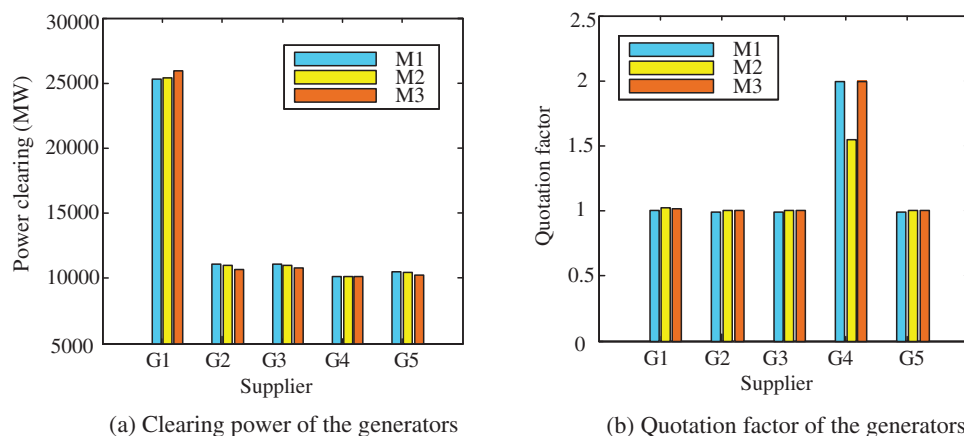 30000
25000
20000
15000
10000
5000
Power clearing (MW)
M1
M2
M3
G1 G2 G3 G4 G5
Supplier
(a) Clearing power of the generators
2.5
2
1.5
1
0.5
0
Quotation factor
M1
M2
M3
G1 G2 G3 G4 G5
Supplier
(b) Quotation factor of the generators